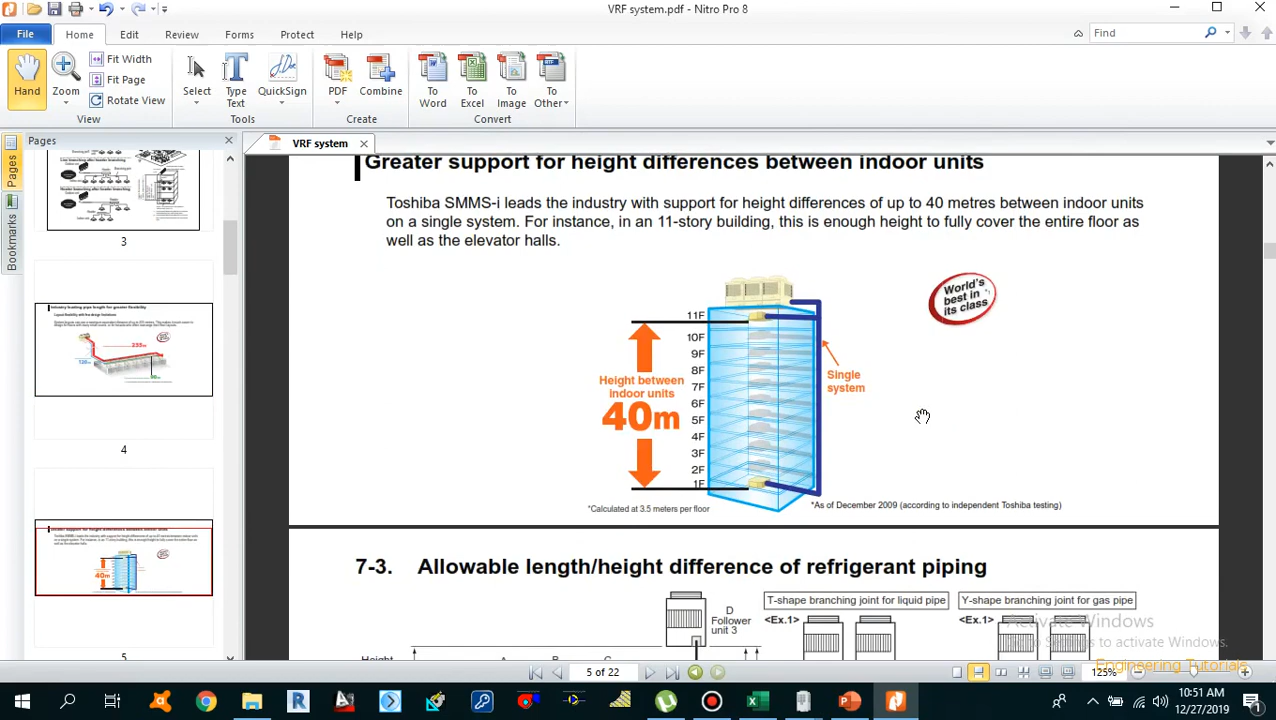 VRF system.pdf - Nitro Pro 8
File
Home
Edit
Review
Forms
Protect
Help
Find
Hand
Zoom
Fit Width
Fit Page
Rotate View
View
Select
Type
Text
QuickSign
Tools
PDF
Combine
Create
To
Word
To
Excel
To
Image
To
Other
Convert
Pages
VRF system
Pages
Clipboard
3
4
5
Greater support for height differences between indoor units
Toshiba SMMS-i leads the industry with support for height differences of up to 40 metres between indoor units
on a single system. For instance, in an 11-story building, this is enough height to fully cover the entire floor as
well as the elevator halls.
World's
best in
its class
11F
10F
9F
8F
7F
6F
5F
4F
3F
2F
1F
Height between
indoor units
40m
Single
system
*Calculated at 3.5 meters per floor
*As of December 2009 (according to independent Toshiba testing)
7-3. Allowable length/height difference of refrigerant piping
D
Follower
unit 3
T-shape branching joint for liquid pipe
Y-shape branching joint for gas pipe
<Ex.1>
<Ex.1>
Height
A
B
C
Activate Windows
Go to Settings to activate Windows.
Engineering Tutorials
5 of 22
125%
10:51 AM
12/27/2019